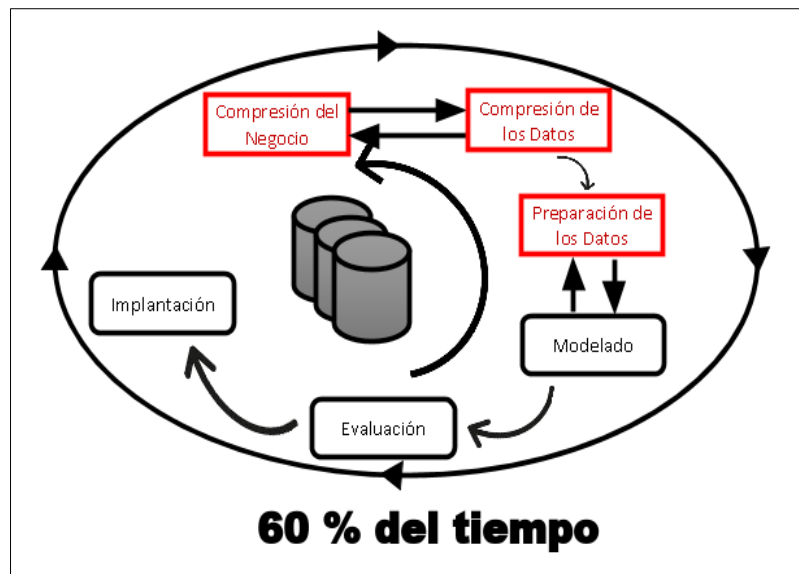 Compresión del
Negocio
Compresión de
los Datos
Preparación de
los Datos
Implantación
Modelado
Evaluación
60 % del tiempo